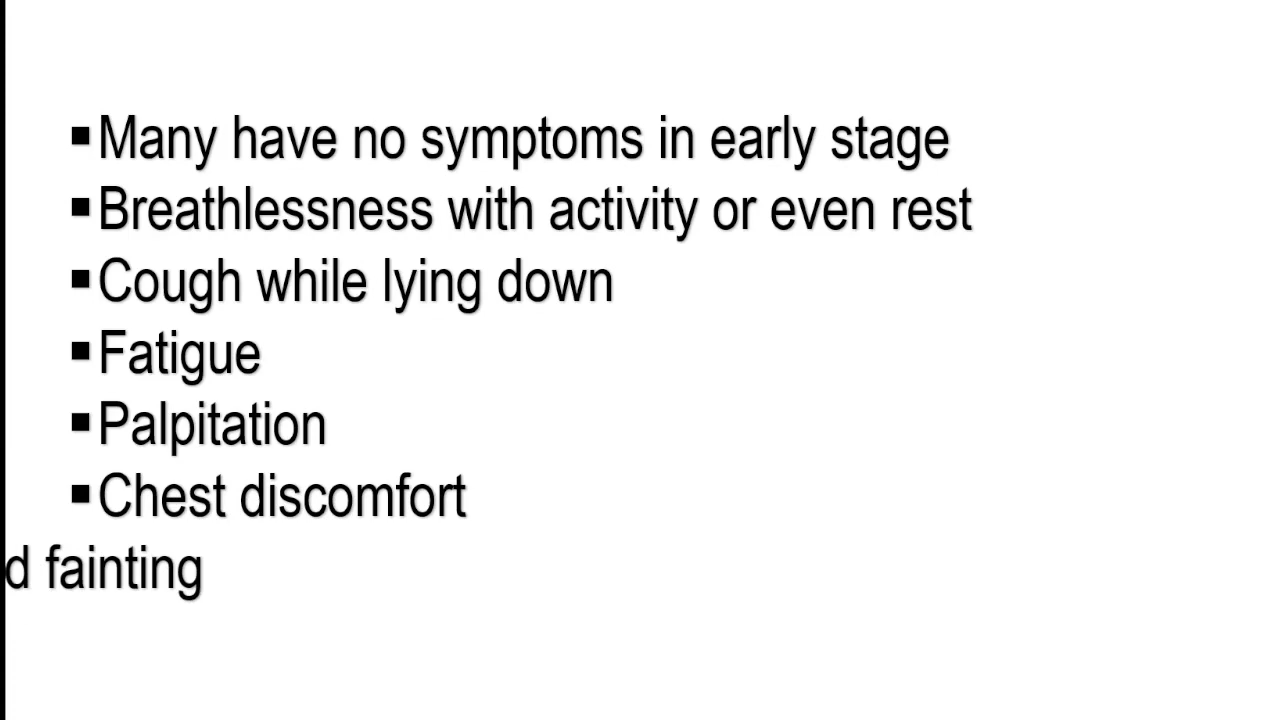 ▪Many have no symptoms in early stage
▪Breathlessness with activity or even rest
▪Cough while lying down
▪Fatigue
▪Palpitation
▪Chest discomfort
d fainting